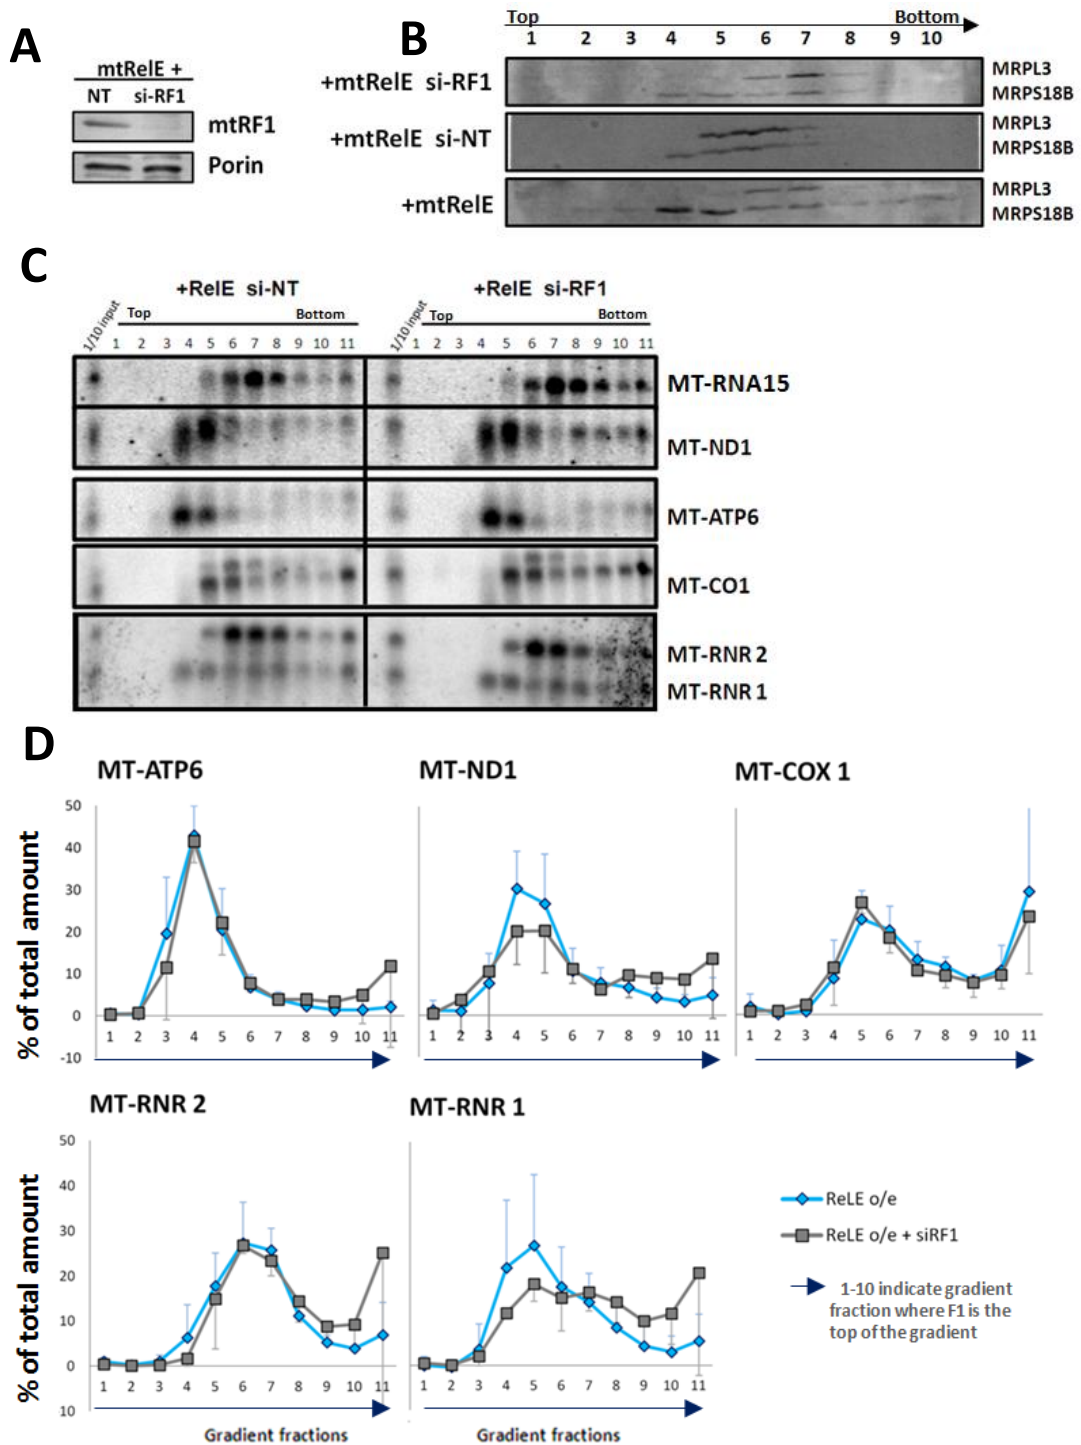 A
mtRelE +
NT si-RF1
mtRF1
Porin
B
Top Bottom
1 2 3 4 5 6 7 8 9 10
+mtRelE si-RF1
MRPL3
MRPS18B
+mtRelE si-NT
MRPL3
MRPS18B
+mtRelE
MRPL3
MRPS18B
C
+RelE si-NT +RelE si-RF1
1/10 input Top Bottom 1/10 input Top Bottom
1 2 3 4 5 6 7 8 9 10 11 1 2 3 4 5 6 7 8 9 10 11
MT-RNA15
MT-ND1
MT-ATP6
MT-CO1
MT-RNR 2
MT-RNR 1
D
MT-ATP6 MT-ND1 MT-COX 1
% of total amount
50
40
30
20
10
0
-10
1 2 3 4 5 6 7 8 9 10 11
1 2 3 4 5 6 7 8 9 10 11
1 2 3 4 5 6 7 8 9 10 11
MT-RNR 2 MT-RNR 1
% of total amount
50
40
30
20
10
0
10
1 2 3 4 5 6 7 8 9 10 11
1 2 3 4 5 6 7 8 9 10 11
Gradient fractions Gradient fractions
ReLE o/e
ReLE o/e + siRF1
1-10 indicate gradient
fraction where F1 is the
top of the gradient